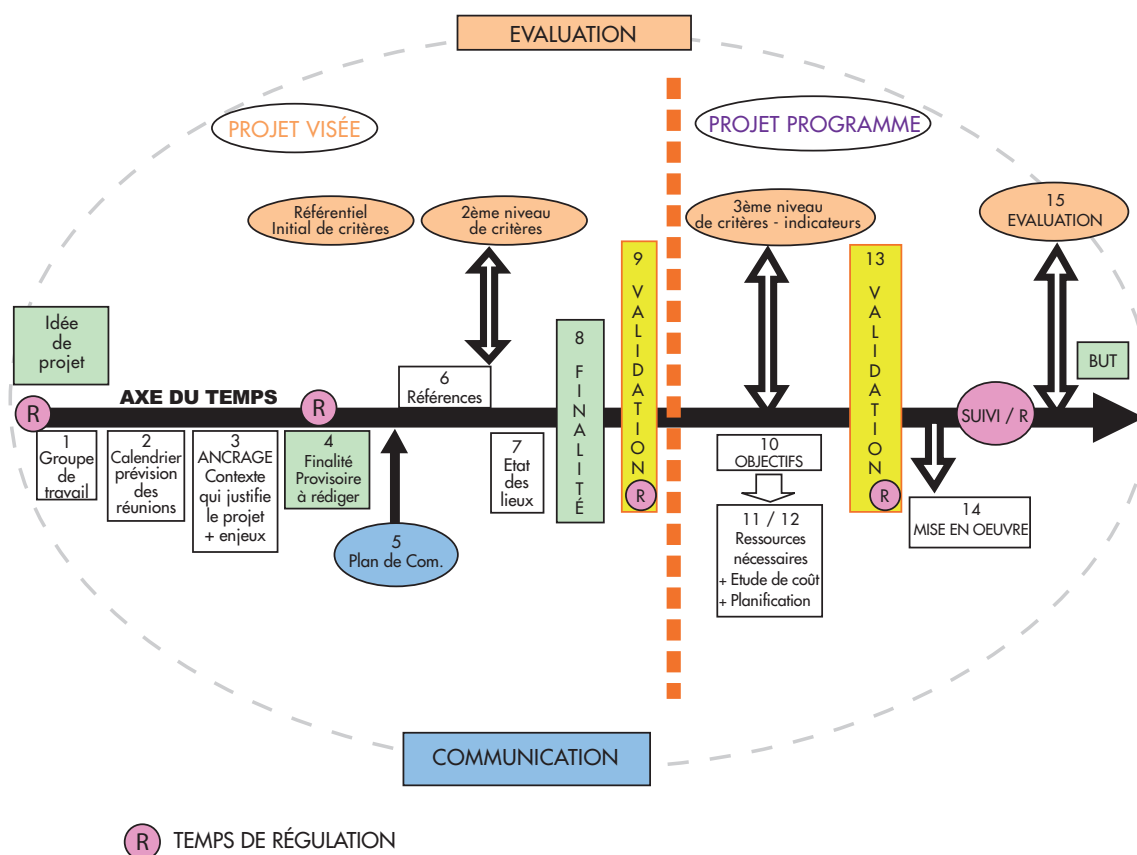 EVALUATION
PROJET VISÉE
PROJET PROGRAMME
Référentiel
Initial de critères
2ème niveau
de critères
3ème niveau
de critères - indicateurs
15
EVALUATION
Idée
de
projet
9
VALIDATION
R
13
VALIDATION
R
8
FINALITÉ
BUT
AXE DU TEMPS
R
R
6
Références
SUIVI / R
1
Groupe
de
travail
2
Calendrier
prévision
des
réunions
3
ANCRAGE
Contexte
qui justifie
le projet
+ enjeux
4
Finalité
Provisoire
à rédiger
5
Plan de Com.
7
Etat
des
lieux
10
OBJECTIFS
11 / 12
Ressources
nécessaires
+ Etude de coût
+ Planification
14
MISE EN OEUVRE
COMMUNICATION
R TEMPS DE RÉGULATION